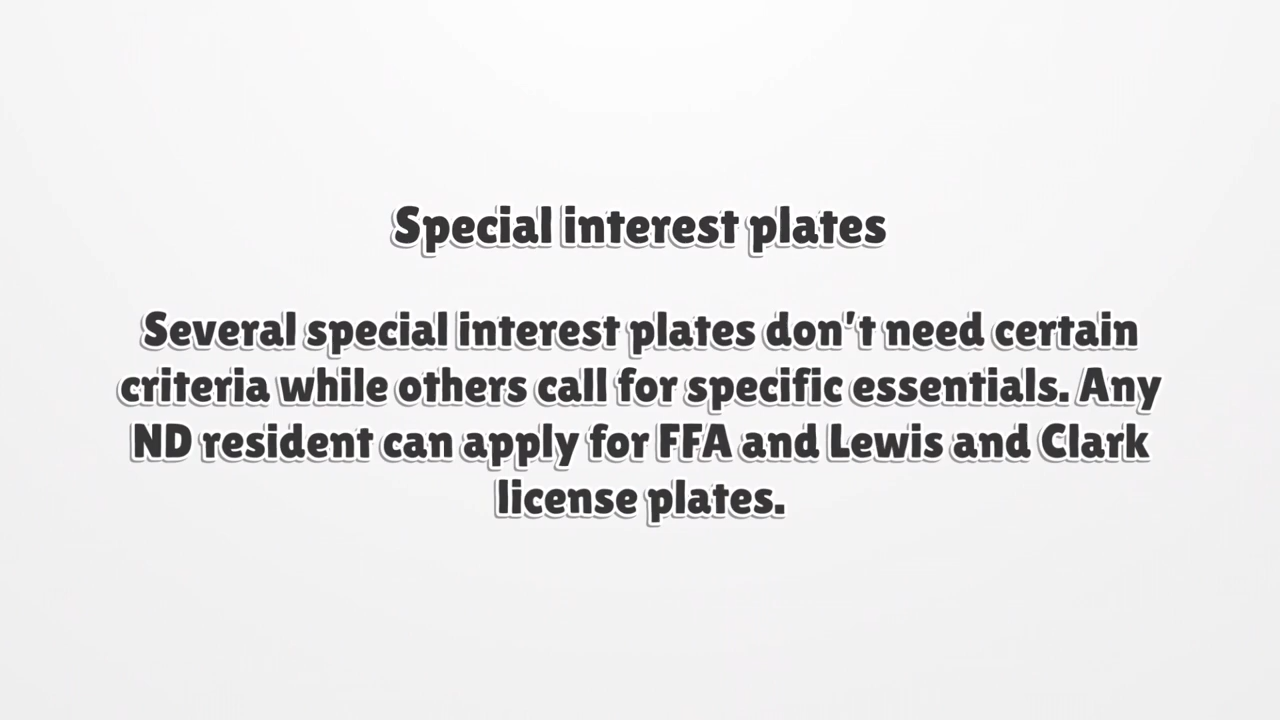 Special interest plates
Several special interest plates don't need certain
criteria while others call for specific essentials. Any
ND resident can apply for FFA and Lewis and Clark
license plates.